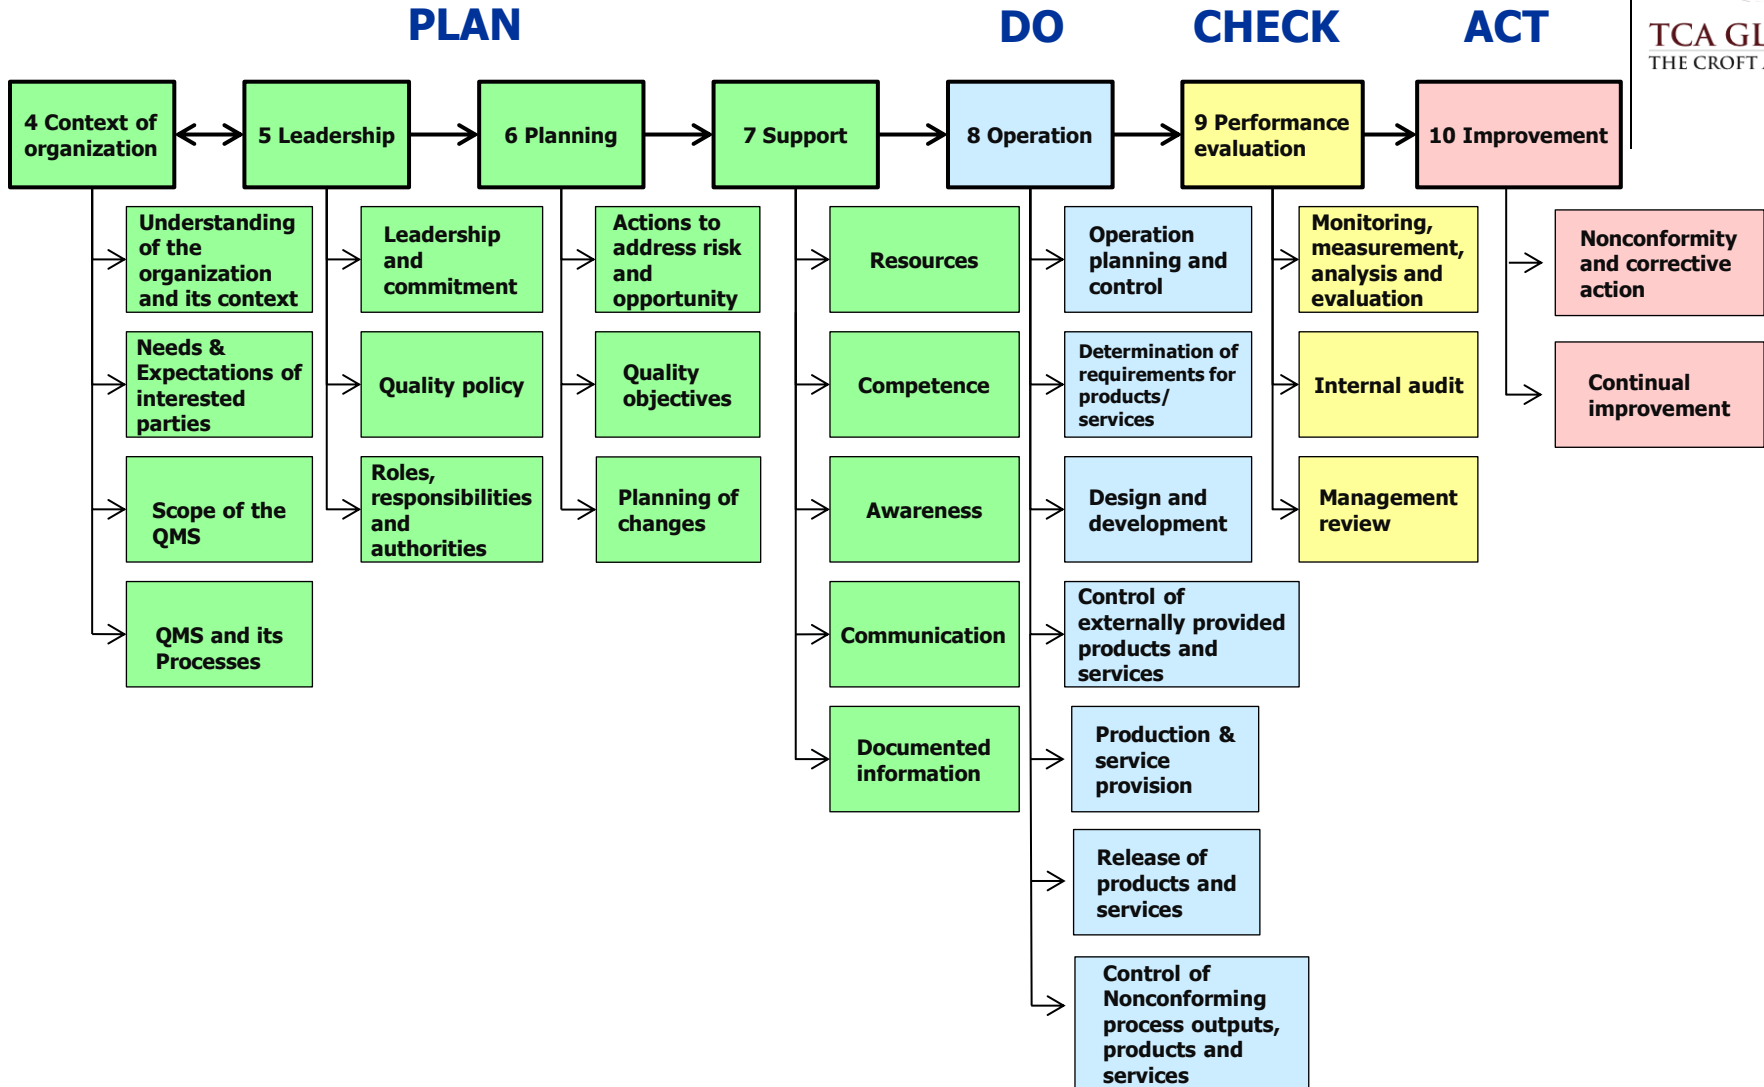 PLAN
DO
CHECK
ACT
THE CROFT
TCA
4 Context of
organization
5 Leadership
6 Planning
7 Support
8 Operation
9 Performance
evaluation
10 Improvement
Understanding
of the
organization
and its context
Needs &
Expectations of
interested
parties
Scope of the
QMS
QMS and its
Processes
Leadership
and
commitment
Quality policy
Roles,
responsibilities
and
authorities
Actions to
address risk
and
opportunity
Quality
objectives
Planning of
changes
Resources
Competence
Awareness
Communication
Documented
information
Operation
planning and
control
Determination of
requirements for
products/
services
Design and
development
Control of
externally provided
products and
services
Production &
service
provision
Release of
products and
services
Control of
Nonconforming
process outputs,
products and
services
Monitoring,
measurement,
analysis and
evaluation
Internal audit
Management
review
Nonconformity
and corrective
action
Continual
improvement